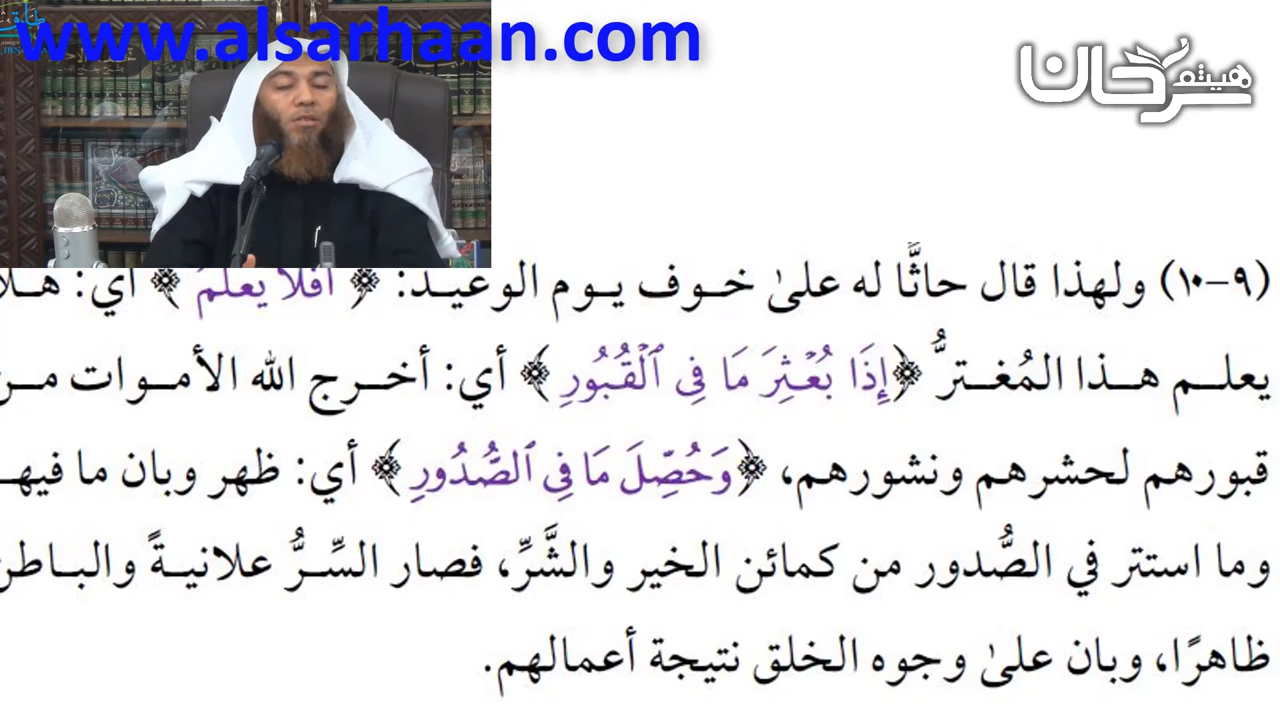 www.alsarhaan.com
هيثم سرحان
(٩-١٠) ولهذا قال حاثًّا له علىٰ خوف يوم الوعيد: ﴿ أفلا يعلم ﴾ أي: هلا
يعلم هذا المُغترُّ ﴿إِذَا بُعْثِرَ مَا فِى ٱلْقُبُورِ ﴾ أي: أخرج الله الأموات من
قبورهم لحشرهم ونشورهم، ﴿وَحُصِّلَ مَا فِى ٱلصُّدُورِ﴾ أي: ظهر وبان ما فيها
وما استتر في الصُّدور من كمائن الخير والشَّرِّ، فصار السِّرُّ علانيةً والباطن
ظاهرًا، وبان علىٰ وجوه الخلق نتيجة أعمالهم.